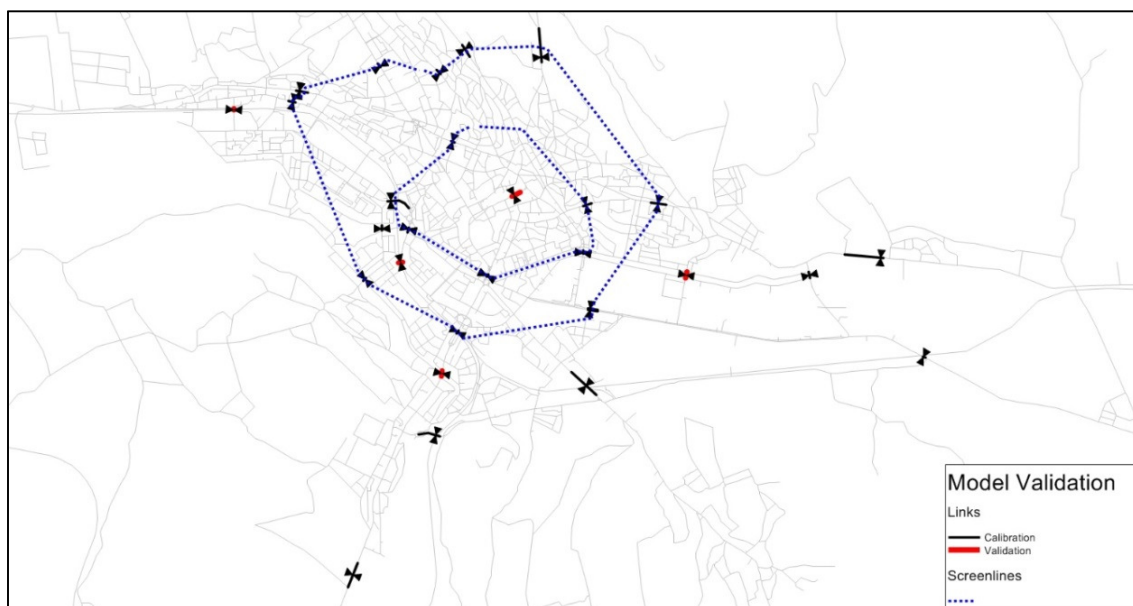 Model Validation
Links
Calibration
Validation
Screenlines